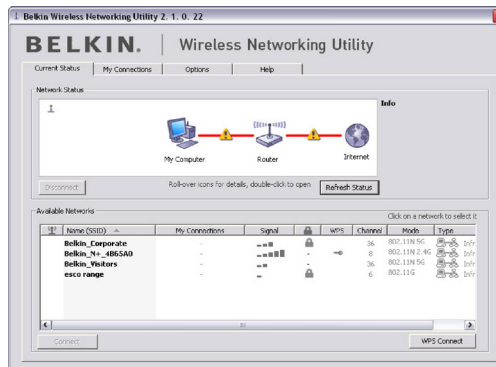 Belkin Wireless Networking Utility 2. 1. 0. 22
BELKIN. Wireless Networking Utility
Current Status My Connections Options Help
Network Status
Info
My Computer Router Internet
Disconnect Roll-over icons for details, double-click to open Refresh Status
Available Networks
Click on a network to select it
Name (SSID) My Connections Signal WPS Channel Mode Type
Belkin_Corporate - 36 802.11N 5G Infr
Belkin_N+_4B65A0 - - 8 802.11N 2.4G Infr
Belkin_Visitors - - 36 802.11N 5G Infr
esco range - 6 802.11G Infr
Connect WPS Connect